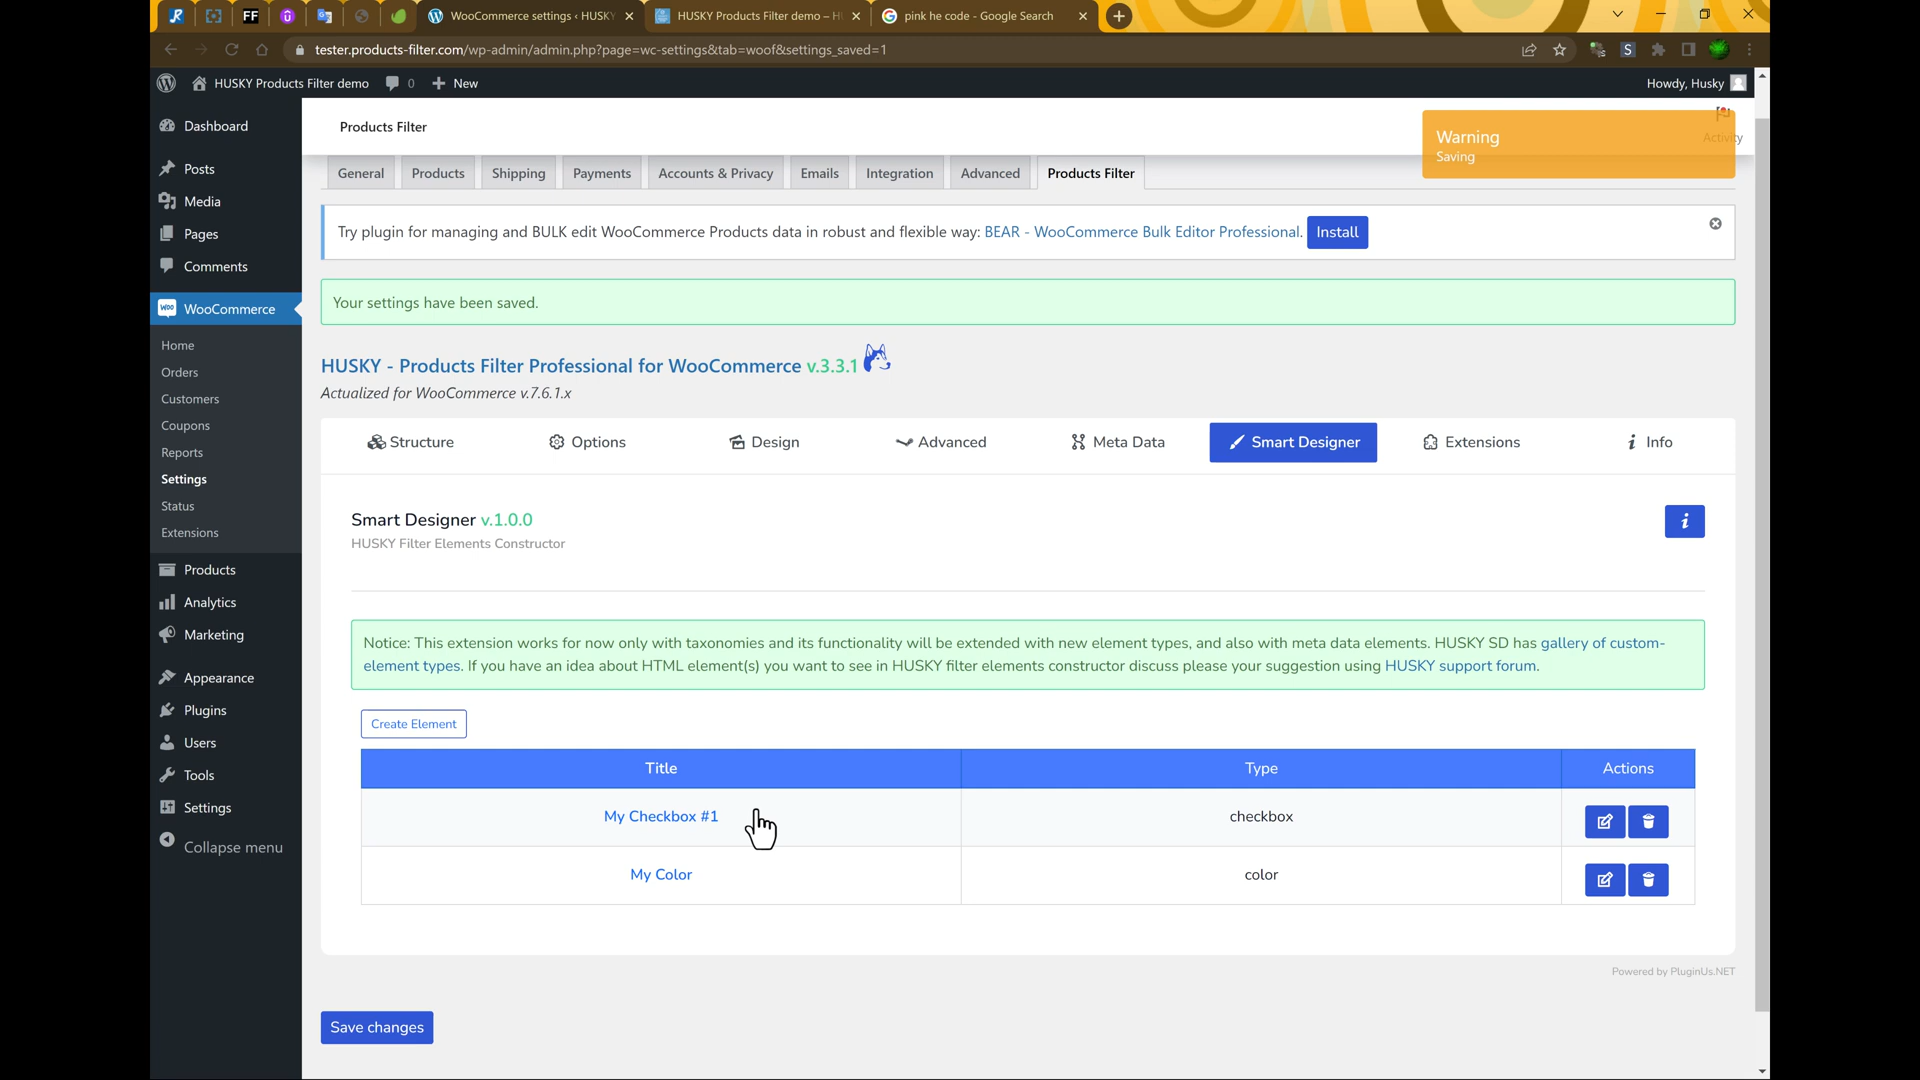 WooCommerce settings ‹ HUSKY
HUSKY Products Filter demo – H
pink he code - Google Search
tester.products-filter.com/wp-admin/admin.php?page=wc-settings&tab=woof&settings_saved=1
HUSKY Products Filter demo
0
New
Howdy, Husky
Dashboard
Posts
Media
Pages
Comments
WooCommerce
Home
Orders
Customers
Coupons
Reports
Settings
Status
Extensions
Products
Analytics
Marketing
Appearance
Plugins
Users
Tools
Settings
Collapse menu
Products Filter
Activity
Warning
Saving
General
Products
Shipping
Payments
Accounts & Privacy
Emails
Integration
Advanced
Products Filter
Try plugin for managing and BULK edit WooCommerce Products data in robust and flexible way: BEAR - WooCommerce Bulk Editor Professional. Install
Your settings have been saved.
HUSKY - Products Filter Professional for WooCommerce v.3.3.1
Actualized for WooCommerce v.7.6.1.x
Structure
Options
Design
Advanced
Meta Data
Smart Designer
Extensions
Info
Smart Designer v.1.0.0
HUSKY Filter Elements Constructor
Notice: This extension works for now only with taxonomies and its functionality will be extended with new element types, and also with meta data elements. HUSKY SD has gallery of custom-
element types. If you have an idea about HTML element(s) you want to see in HUSKY filter elements constructor discuss please your suggestion using HUSKY support forum.
Create Element
Title
Type
Actions
My Checkbox #1
checkbox
My Color
color
Powered by PluginUs.NET
Save changes